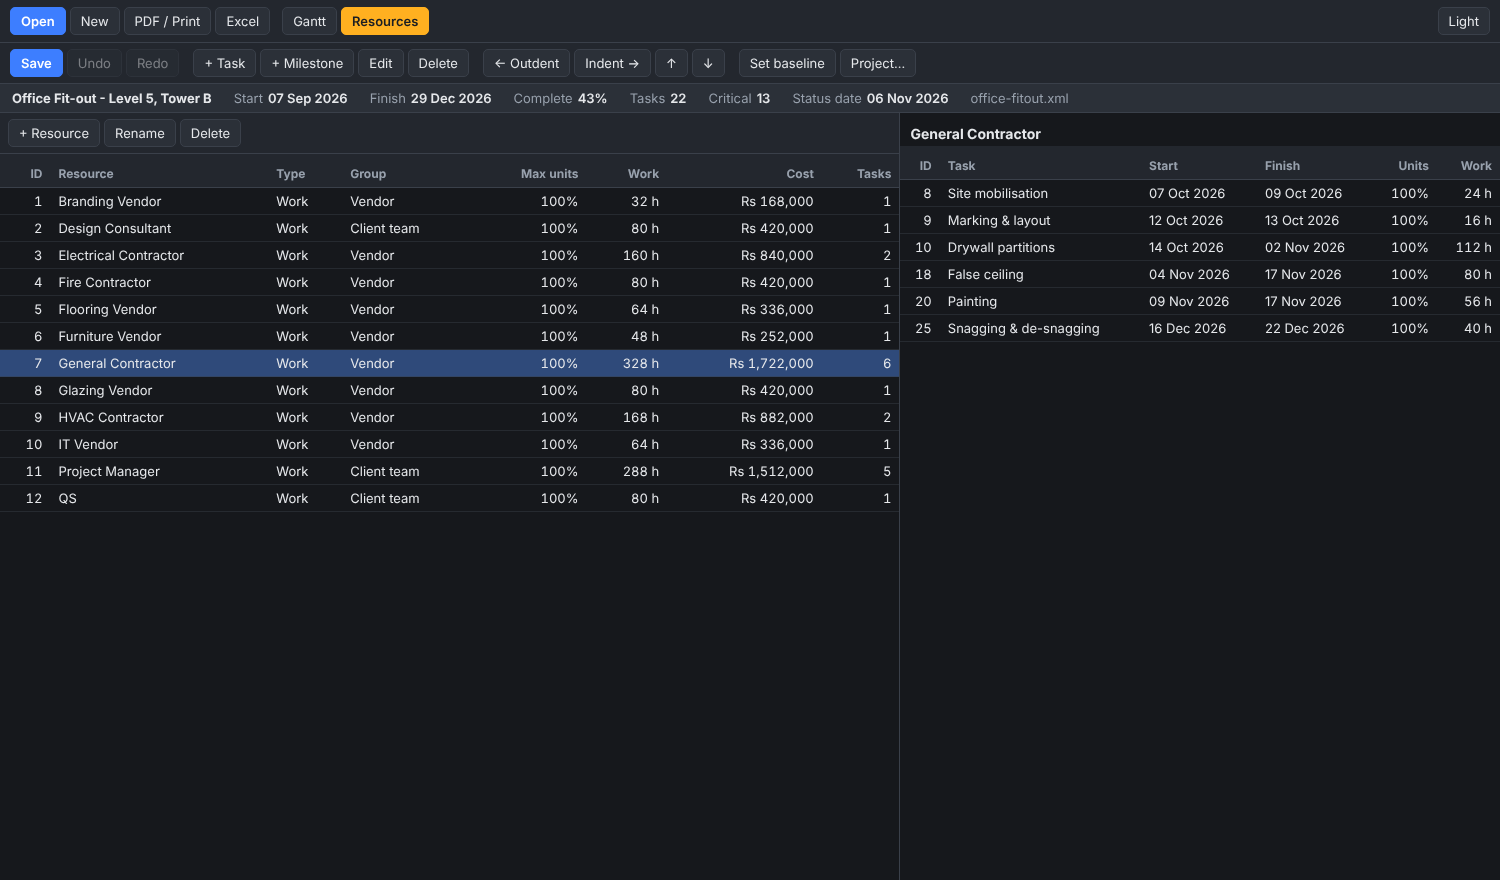 Open New PDF / Print Excel Gantt Resources Light
Save Undo Redo + Task + Milestone Edit Delete ← Outdent Indent → ↑ ↓ Set baseline Project...
Office Fit-out - Level 5, Tower B Start 07 Sep 2026 Finish 29 Dec 2026 Complete 43% Tasks 22 Critical 13 Status date 06 Nov 2026 office-fitout.xml
+ Resource Rename Delete
ID Resource Type Group Max units Work Cost Tasks
1 Branding Vendor Work Vendor 100% 32 h Rs 168,000 1
2 Design Consultant Work Client team 100% 80 h Rs 420,000 1
3 Electrical Contractor Work Vendor 100% 160 h Rs 840,000 2
4 Fire Contractor Work Vendor 100% 80 h Rs 420,000 1
5 Flooring Vendor Work Vendor 100% 64 h Rs 336,000 1
6 Furniture Vendor Work Vendor 100% 48 h Rs 252,000 1
7 General Contractor Work Vendor 100% 328 h Rs 1,722,000 6
8 Glazing Vendor Work Vendor 100% 80 h Rs 420,000 1
9 HVAC Contractor Work Vendor 100% 168 h Rs 882,000 2
10 IT Vendor Work Vendor 100% 64 h Rs 336,000 1
11 Project Manager Work Client team 100% 288 h Rs 1,512,000 5
12 QS Work Client team 100% 80 h Rs 420,000 1
General Contractor
ID Task Start Finish Units Work
8 Site mobilisation 07 Oct 2026 09 Oct 2026 100% 24 h
9 Marking & layout 12 Oct 2026 13 Oct 2026 100% 16 h
10 Drywall partitions 14 Oct 2026 02 Nov 2026 100% 112 h
18 False ceiling 04 Nov 2026 17 Nov 2026 100% 80 h
20 Painting 09 Nov 2026 17 Nov 2026 100% 56 h
25 Snagging & de-snagging 16 Dec 2026 22 Dec 2026 100% 40 h